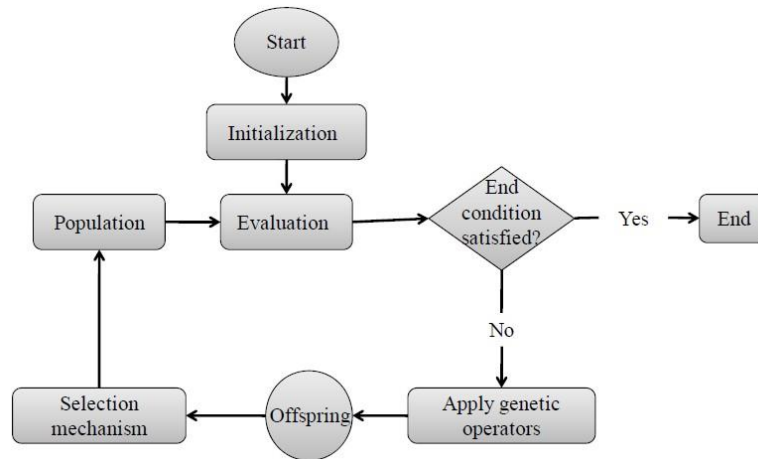 Start
Initialization
Population
Evaluation
End
condition
satisfied?
Yes
End
No
Selection
mechanism
Offspring
Apply genetic
operators